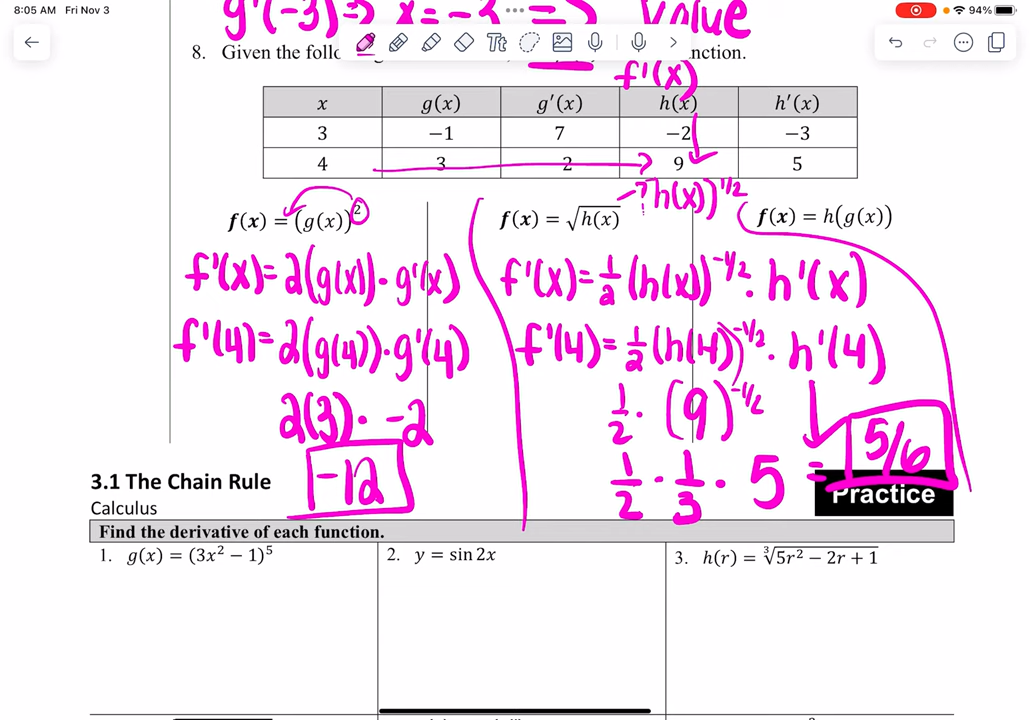 8:05 AM Fri Nov 3
94%
g'(-3) = 5 x = -3 = 5 value
8. Given the nction.
f'(x)
x g(x) g'(x) h(x) h'(x)
3 −1 7 −2 −3
4 3 2 9 5
(h(x))^1/2
f(x) = (g(x))^2 f(x) = √h(x) f(x) = h(g(x))
f'(x) = 2(g(x)) · g'(x) f'(x) = 1/2 (h(x))^-1/2 · h'(x)
f'(4) = 2(g(4)) · g'(4) f'(4) = 1/2 (h(4))^-1/2 · h'(4)
2(3) · -2 1/2 · (9)^-1/2
-12 1/2 · 1/3 · 5 = 5/6
3.1 The Chain Rule
Calculus Practice
Find the derivative of each function.
1. g(x) = (3x² − 1)⁵ 2. y = sin 2x 3. h(r) = ∛5r² − 2r + 1